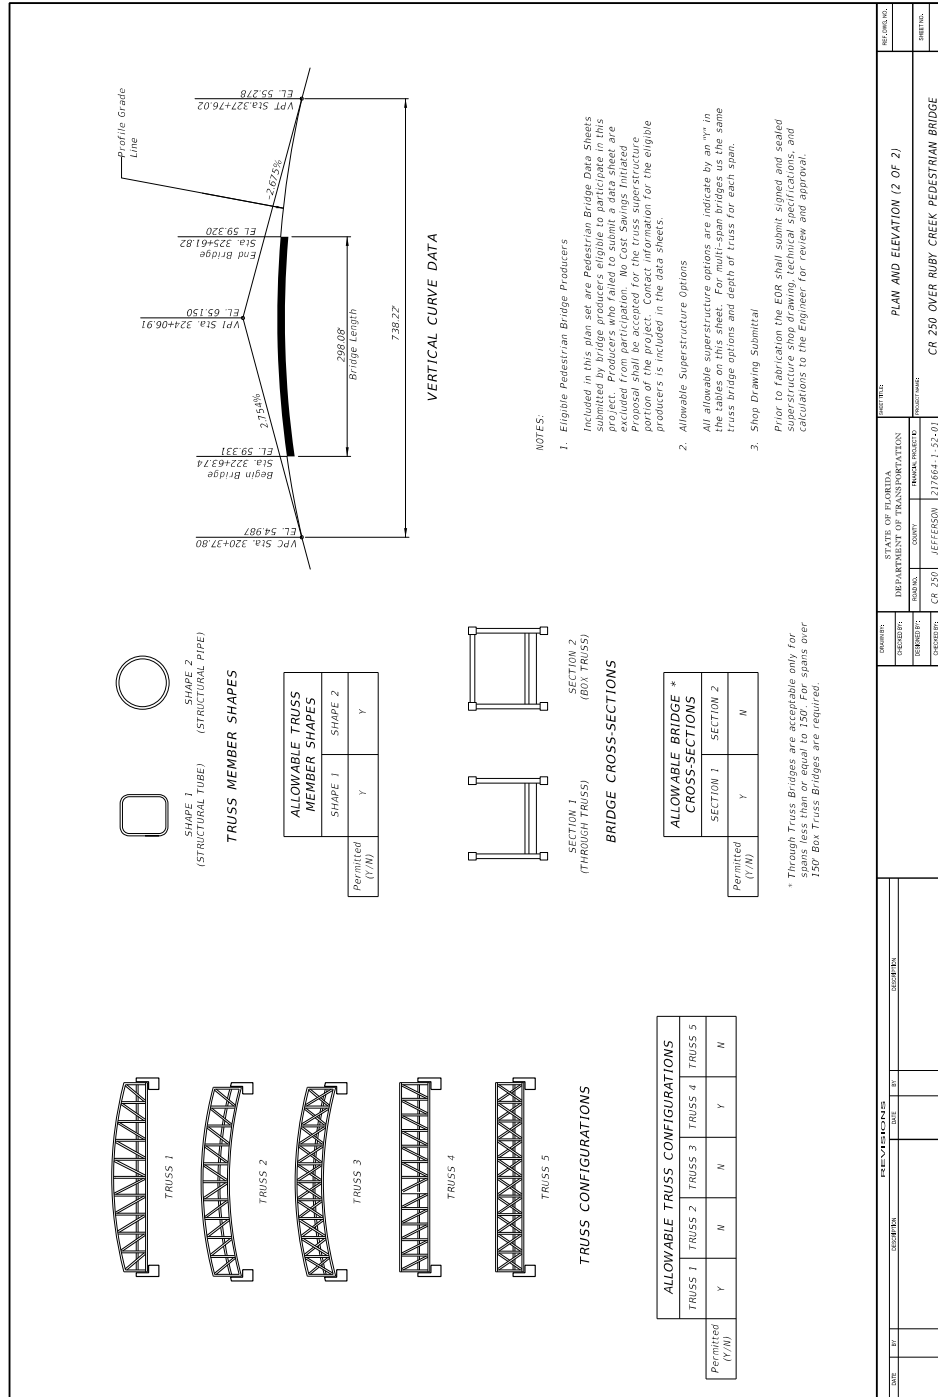 TRUSS 1
TRUSS 2
TRUSS 3
TRUSS 4
TRUSS 5
TRUSS CONFIGURATIONS
ALLOWABLE TRUSS CONFIGURATIONS
TRUSS 1 TRUSS 2 TRUSS 3 TRUSS 4 TRUSS 5
Permitted
(Y/N)
Y N N Y N
SHAPE 1
(STRUCTURAL TUBE)
SHAPE 2
(STRUCTURAL PIPE)
TRUSS MEMBER SHAPES
ALLOWABLE TRUSS
MEMBER SHAPES
SHAPE 1 SHAPE 2
Permitted
(Y/N)
Y Y
SECTION 1
(THROUGH TRUSS)
SECTION 2
(BOX TRUSS)
BRIDGE CROSS-SECTIONS
ALLOWABLE BRIDGE *
CROSS-SECTIONS
SECTION 1 SECTION 2
Permitted
(Y/N)
Y N
* Through Truss Bridges are acceptable only for
spans less than or equal to 150'. For spans over
150' Box Truss Bridges are required.
VPC Sta. 320+37.80
EL. 54.987
Begin Bridge
Sta. 322+63.74
EL. 59.331
2.754%
VPI Sta. 324+06.91
EL. 65.150
End Bridge
Sta. 325+61.82
EL 59.320
-2.675%
VPT Sta.327+76.02
EL. 55.278
Profile Grade
Line
298.08'
Bridge Length
738.22'
VERTICAL CURVE DATA
NOTES:
1. Eligible Pedestrian Bridge Producers
Included in this plan set are Pedestrian Bridge Data Sheets
submitted by bridge producers eligible to participate in this
project. Producers who failed to submit a data sheet are
excluded from participation. No Cost Savings Initiated
Proposal shall be accepted for the truss superstructure
portion of the project. Contact information for the eligible
producers is included in the data sheets.
2. Allowable Superstructure Options
All allowable superstructure options are indicate by an "Y" in
the tables on this sheet. For multi-span bridges us the same
truss bridge options and depth of truss for each span.
3. Shop Drawing Submittal
Prior to fabrication the EOR shall submit signed and sealed
superstructure shop drawing, technical specifications, and
calculations to the Engineer for review and approval.
REVISIONS
DATE BY DESCRIPTION DATE BY DESCRIPTION
DRAWN BY:
CHECKED BY:
DESIGNED BY:
CHECKED BY:
STATE OF FLORIDA
DEPARTMENT OF TRANSPORTATION
ROAD NO. COUNTY FINANCIAL PROJECT ID
CR 250 JEFFERSON 217664-1-52-01
SHEET TITLE:
PLAN AND ELEVATION (2 OF 2)
PROJECT NAME:
CR 250 OVER RUBY CREEK PEDESTRIAN BRIDGE
REF. DWG. NO.
SHEET NO.